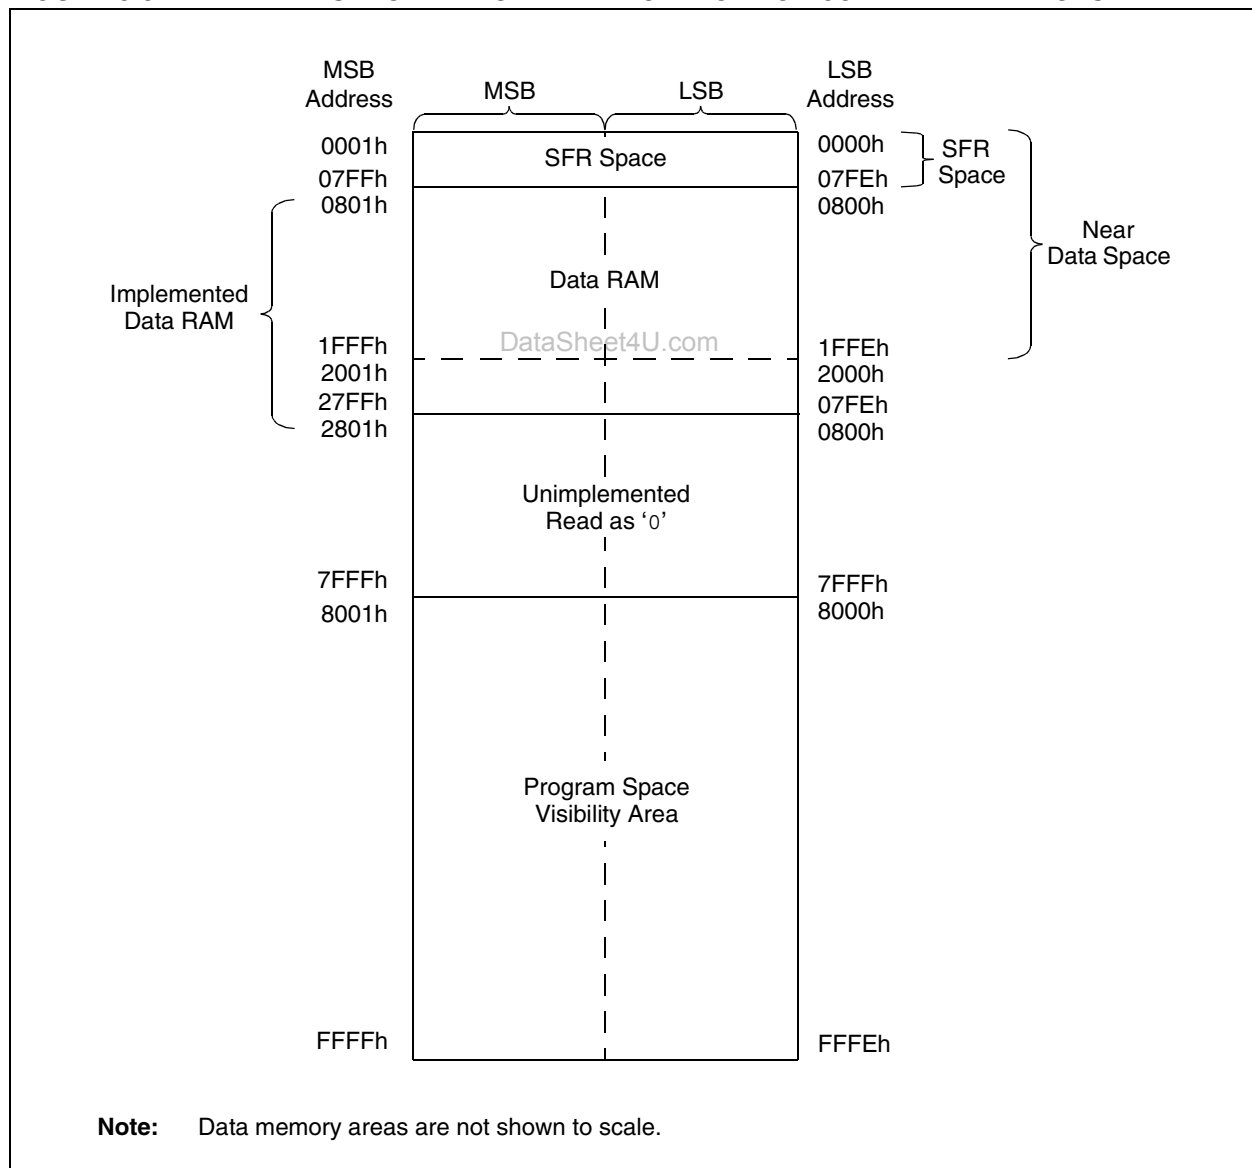 MSB
Address
MSB
LSB
LSB
Address
0001h
SFR Space
0000h
SFR
Space
07FFh
07FEh
0801h
0800h
Near
Data Space
Data RAM
Implemented
Data RAM
DataSheet4U.com
1FFFh
1FFEh
2001h
2000h
27FFh
07FEh
2801h
0800h
Unimplemented
Read as ‘0’
7FFFh
7FFFh
8001h
8000h
Program Space
Visibility Area
FFFFh
FFFEh
Note: Data memory areas are not shown to scale.